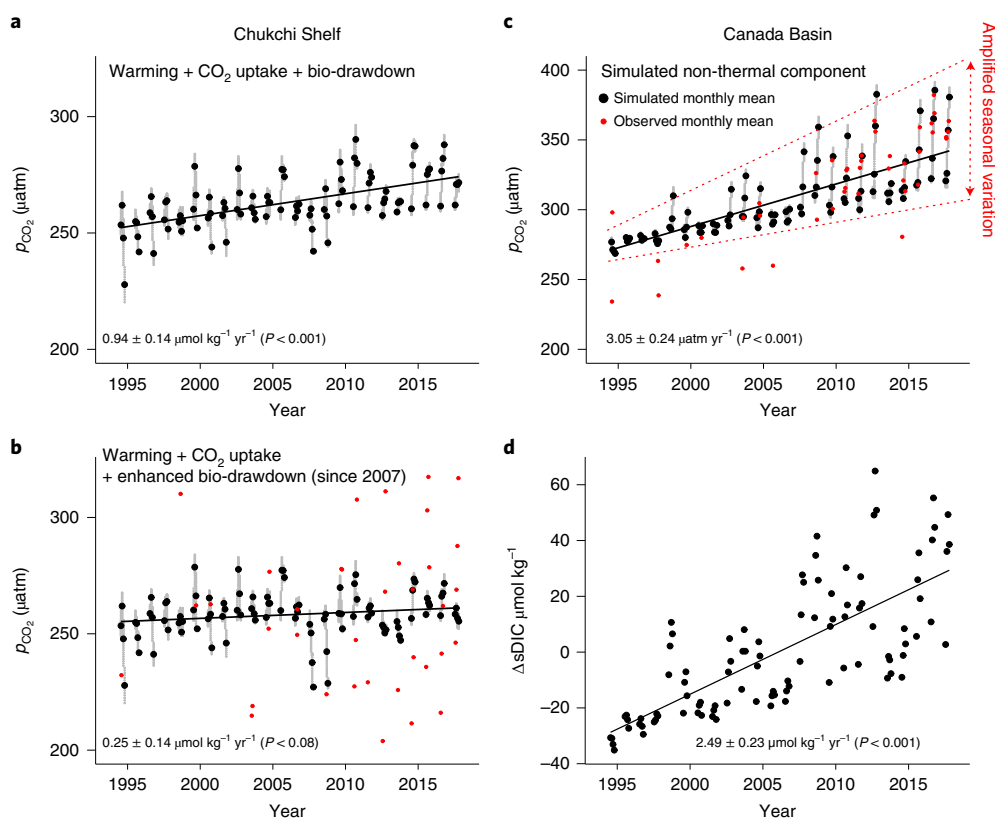 a
Chukchi Shelf
Warming + CO2 uptake + bio-drawdown
300
250
200
pCO2 (μatm)
0.94 ± 0.14 μmol kg−1 yr−1 (P < 0.001)
1995 2000 2005 2010 2015
Year
b
Warming + CO2 uptake
+ enhanced bio-drawdown (since 2007)
300
250
200
pCO2 (μatm)
0.25 ± 0.14 μmol kg−1 yr−1 (P < 0.08)
1995 2000 2005 2010 2015
Year
c
Canada Basin
Simulated non-thermal component
Simulated monthly mean
Observed monthly mean
400
350
300
250
200
pCO2 (μatm)
Amplified seasonal variation
3.05 ± 0.24 μatm yr−1 (P < 0.001)
1995 2000 2005 2010 2015
Year
d
60
40
20
0
−20
−40
ΔsDIC μmol kg−1
2.49 ± 0.23 μmol kg−1 yr−1 (P < 0.001)
1995 2000 2005 2010 2015
Year